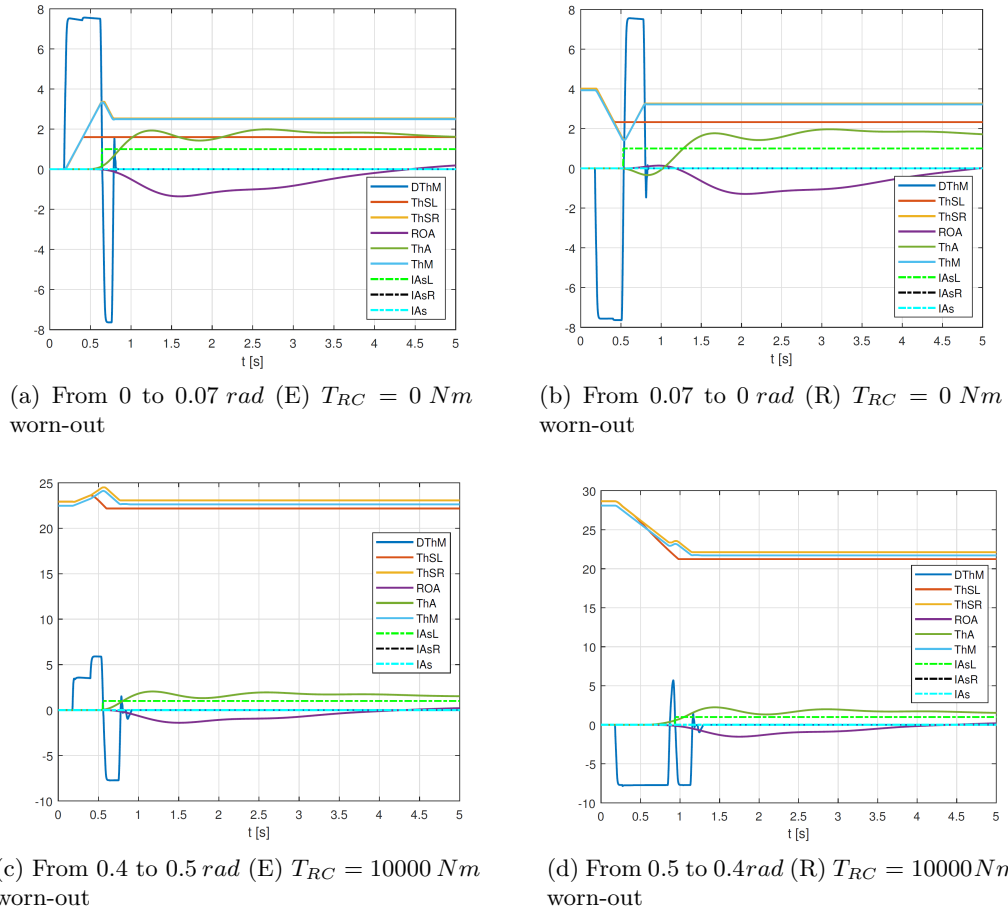 8
6
4
2
0
-2
-4
-6
-8
0 0.5 1 1.5 2 2.5 3 3.5 4 4.5 5
t [s]
DThM
ThSL
ThSR
ROA
ThA
ThM
IAsL
IAsR
IAs
(a) From 0 to 0.07 rad (E) T_RC = 0 Nm
worn-out
8
6
4
2
0
-2
-4
-6
-8
0 0.5 1 1.5 2 2.5 3 3.5 4 4.5 5
t [s]
DThM
ThSL
ThSR
ROA
ThA
ThM
IAsL
IAsR
IAs
(b) From 0.07 to 0 rad (R) T_RC = 0 Nm
worn-out
25
20
15
10
5
0
-5
-10
0 0.5 1 1.5 2 2.5 3 3.5 4 4.5 5
t [s]
DThM
ThSL
ThSR
ROA
ThA
ThM
IAsL
IAsR
IAs
(c) From 0.4 to 0.5 rad (E) T_RC = 10000 Nm
worn-out
30
25
20
15
10
5
0
-5
-10
0 0.5 1 1.5 2 2.5 3 3.5 4 4.5 5
t [s]
DThM
ThSL
ThSR
ROA
ThA
ThM
IAsL
IAsR
IAs
(d) From 0.5 to 0.4rad (R) T_RC = 10000Nm
worn-out